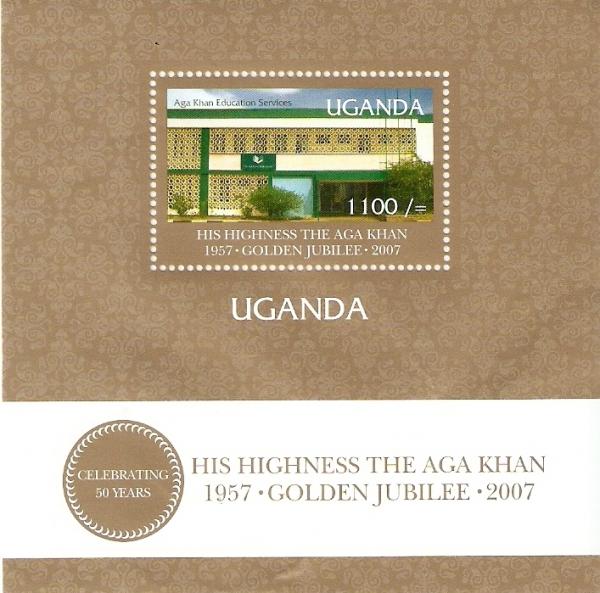 Aga Khan Education Services
UGANDA
1100 /=
HIS HIGHNESS THE AGA KHAN
1957 · GOLDEN JUBILEE · 2007
UGANDA
CELEBRATING
50 YEARS
HIS HIGHNESS THE AGA KHAN
1957 · GOLDEN JUBILEE · 2007